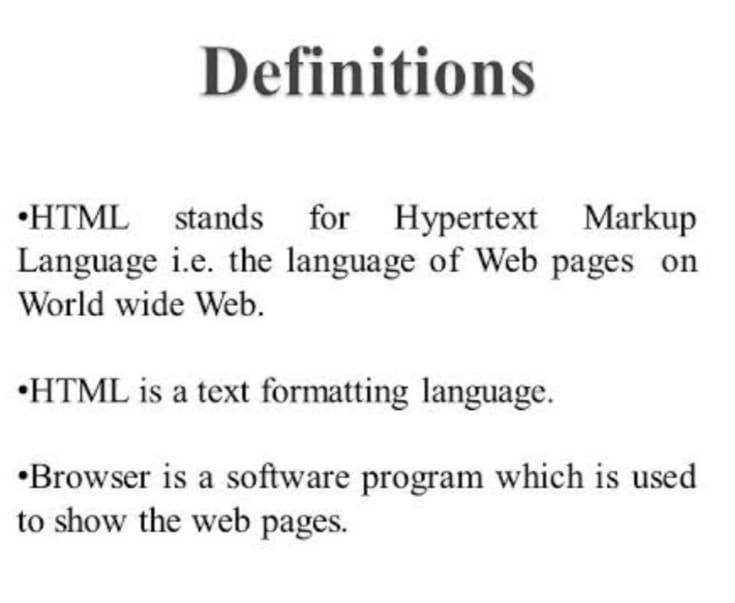 Definitions
•HTML stands for Hypertext Markup
Language i.e. the language of Web pages on
World wide Web.
•HTML is a text formatting language.
•Browser is a software program which is used
to show the web pages.